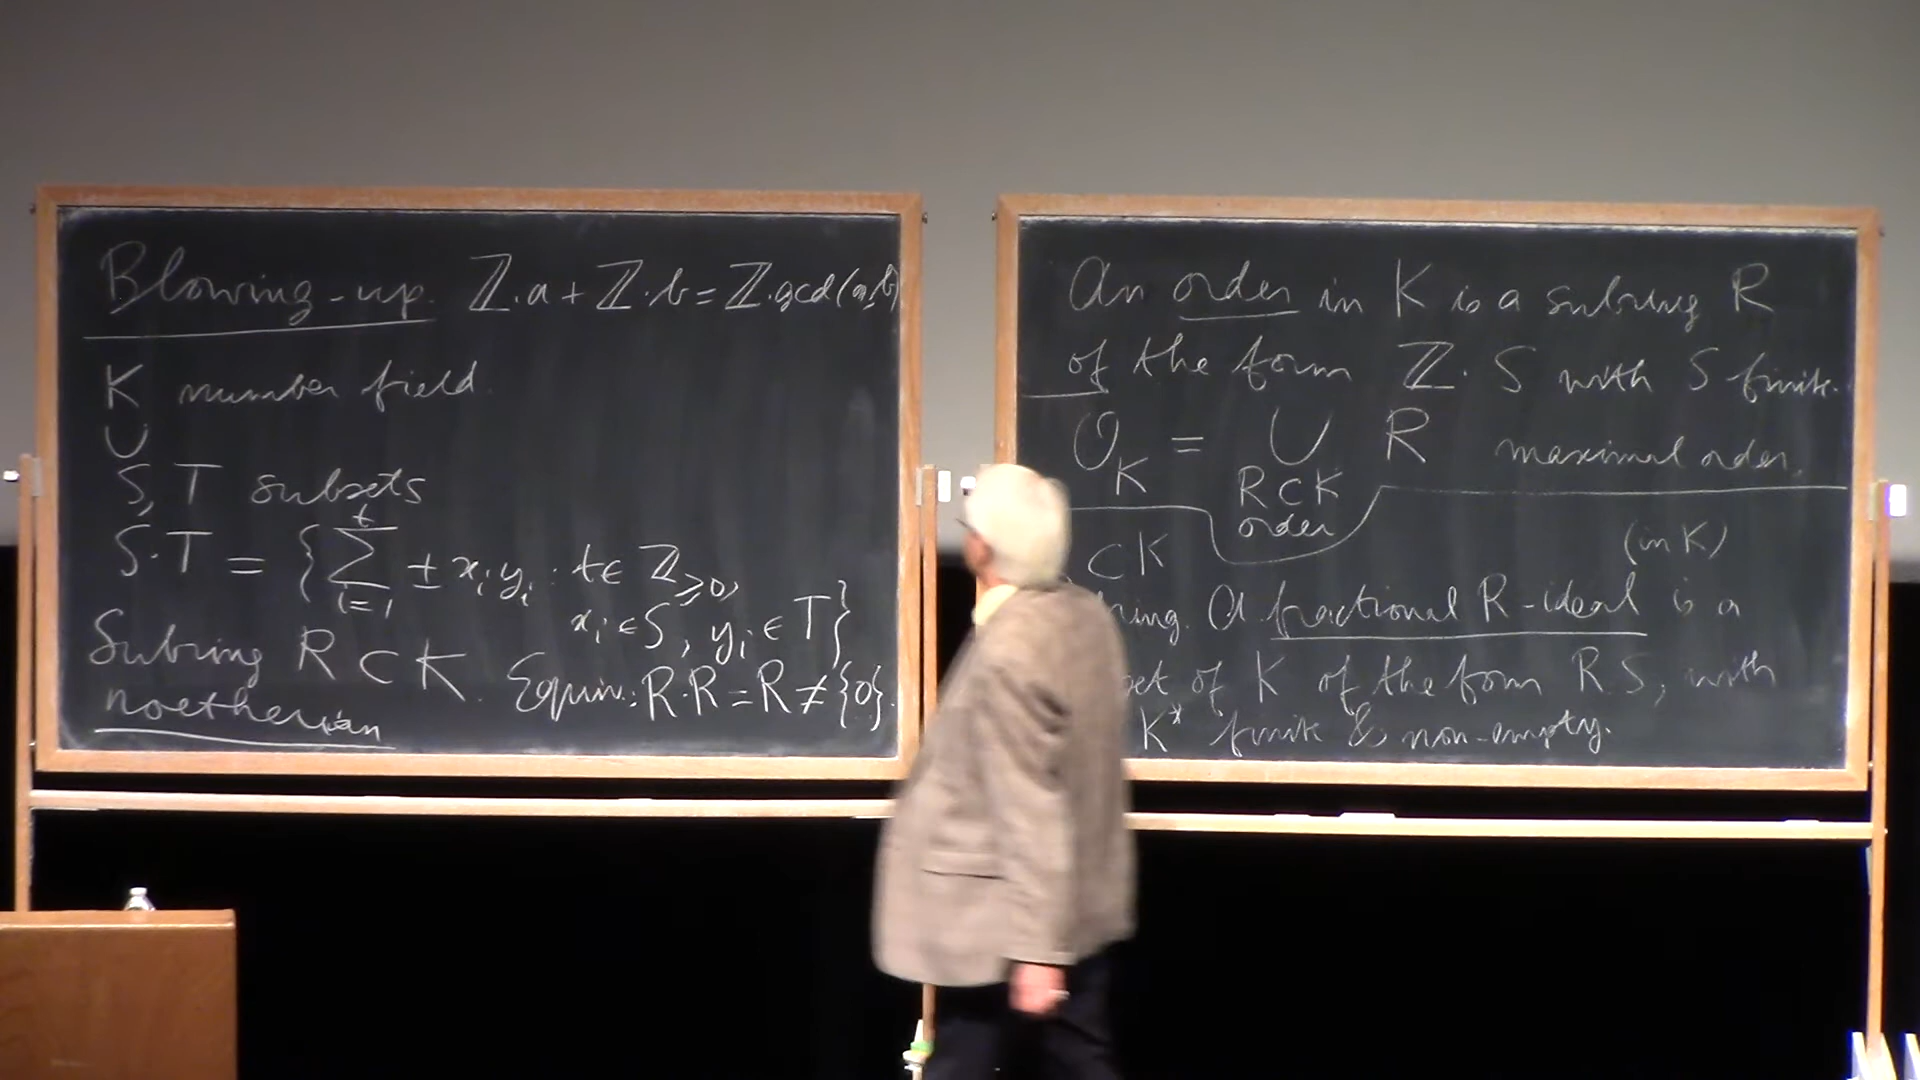 Blowing-up. ℤ.a + ℤ.b = ℤ.gcd(a,b)
K number field.
∪
S, T subsets
S.T = { ∑_{i=1}^{t} ± x_i y_i : t ∈ ℤ_{≥0},
x_i ∈ S, y_i ∈ T }
Subring R ⊂ K. Equiv.: R.R = R ≠ {0}.
noetherian
An order in K is a subring R
of the form ℤ. S with S finite.
O_K = ∪ R maximal order.
R ⊂ K
order
⊂ K (in K)
A fractional R-ideal is a
of K of the form R S, with
K* finite & non-empty.